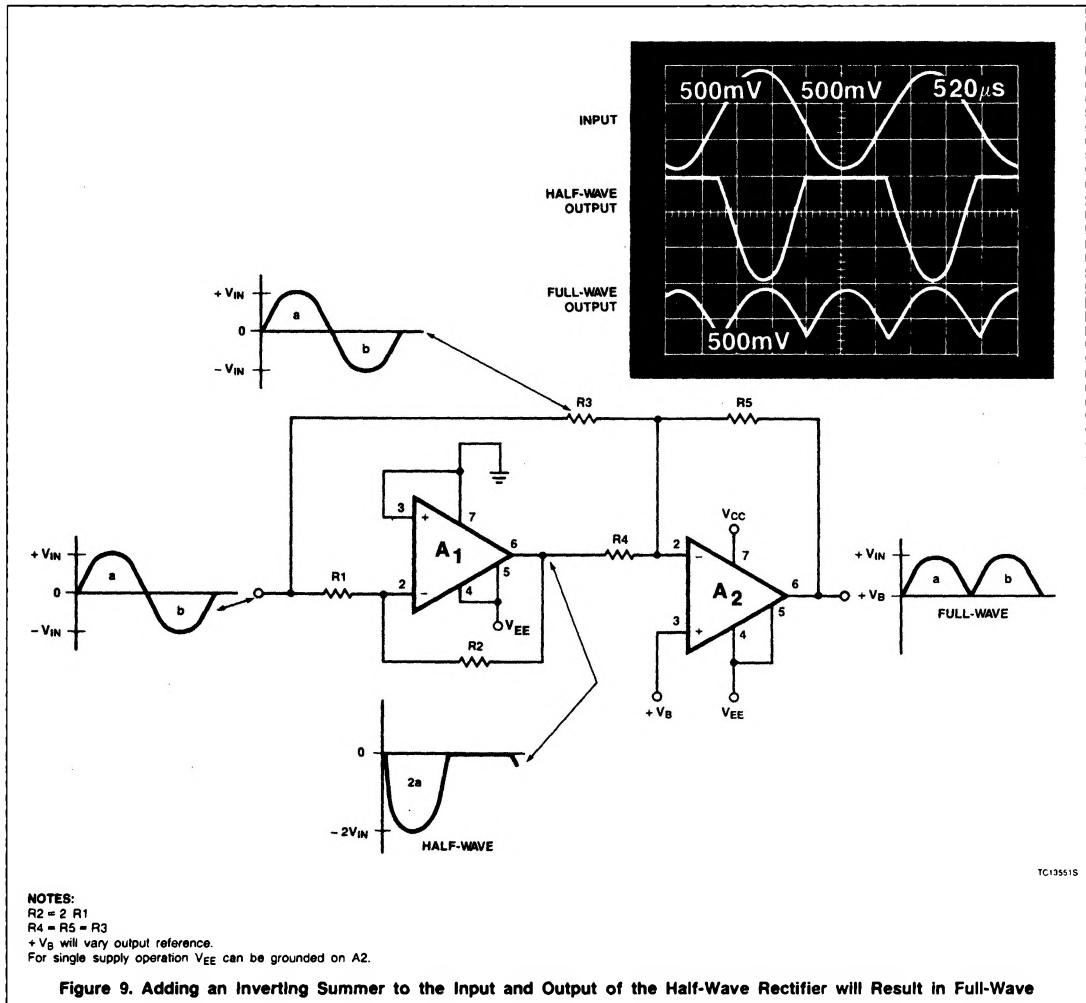 500mV 500mV 520μs
INPUT
HALF-WAVE
OUTPUT
FULL-WAVE
OUTPUT
500mV
+ VIN
0
- VIN
a
b
R3
R5
3
+
7
A1
6
R4
2
-
4
5
VEE
R1
R2
+ VIN
0
- VIN
a
b
VCC
2
-
7
A2
6
3
+
4
5
+ VB
VEE
+ VIN
+ VB
a
b
FULL-WAVE
0
2a
- 2VIN
HALF-WAVE
TC13551S
NOTES:
R2 = 2 R1
R4 = R5 = R3
+ VB will vary output reference.
For single supply operation VEE can be grounded on A2.
Figure 9. Adding an Inverting Summer to the Input and Output of the Half-Wave Rectifier will Result in Full-Wave